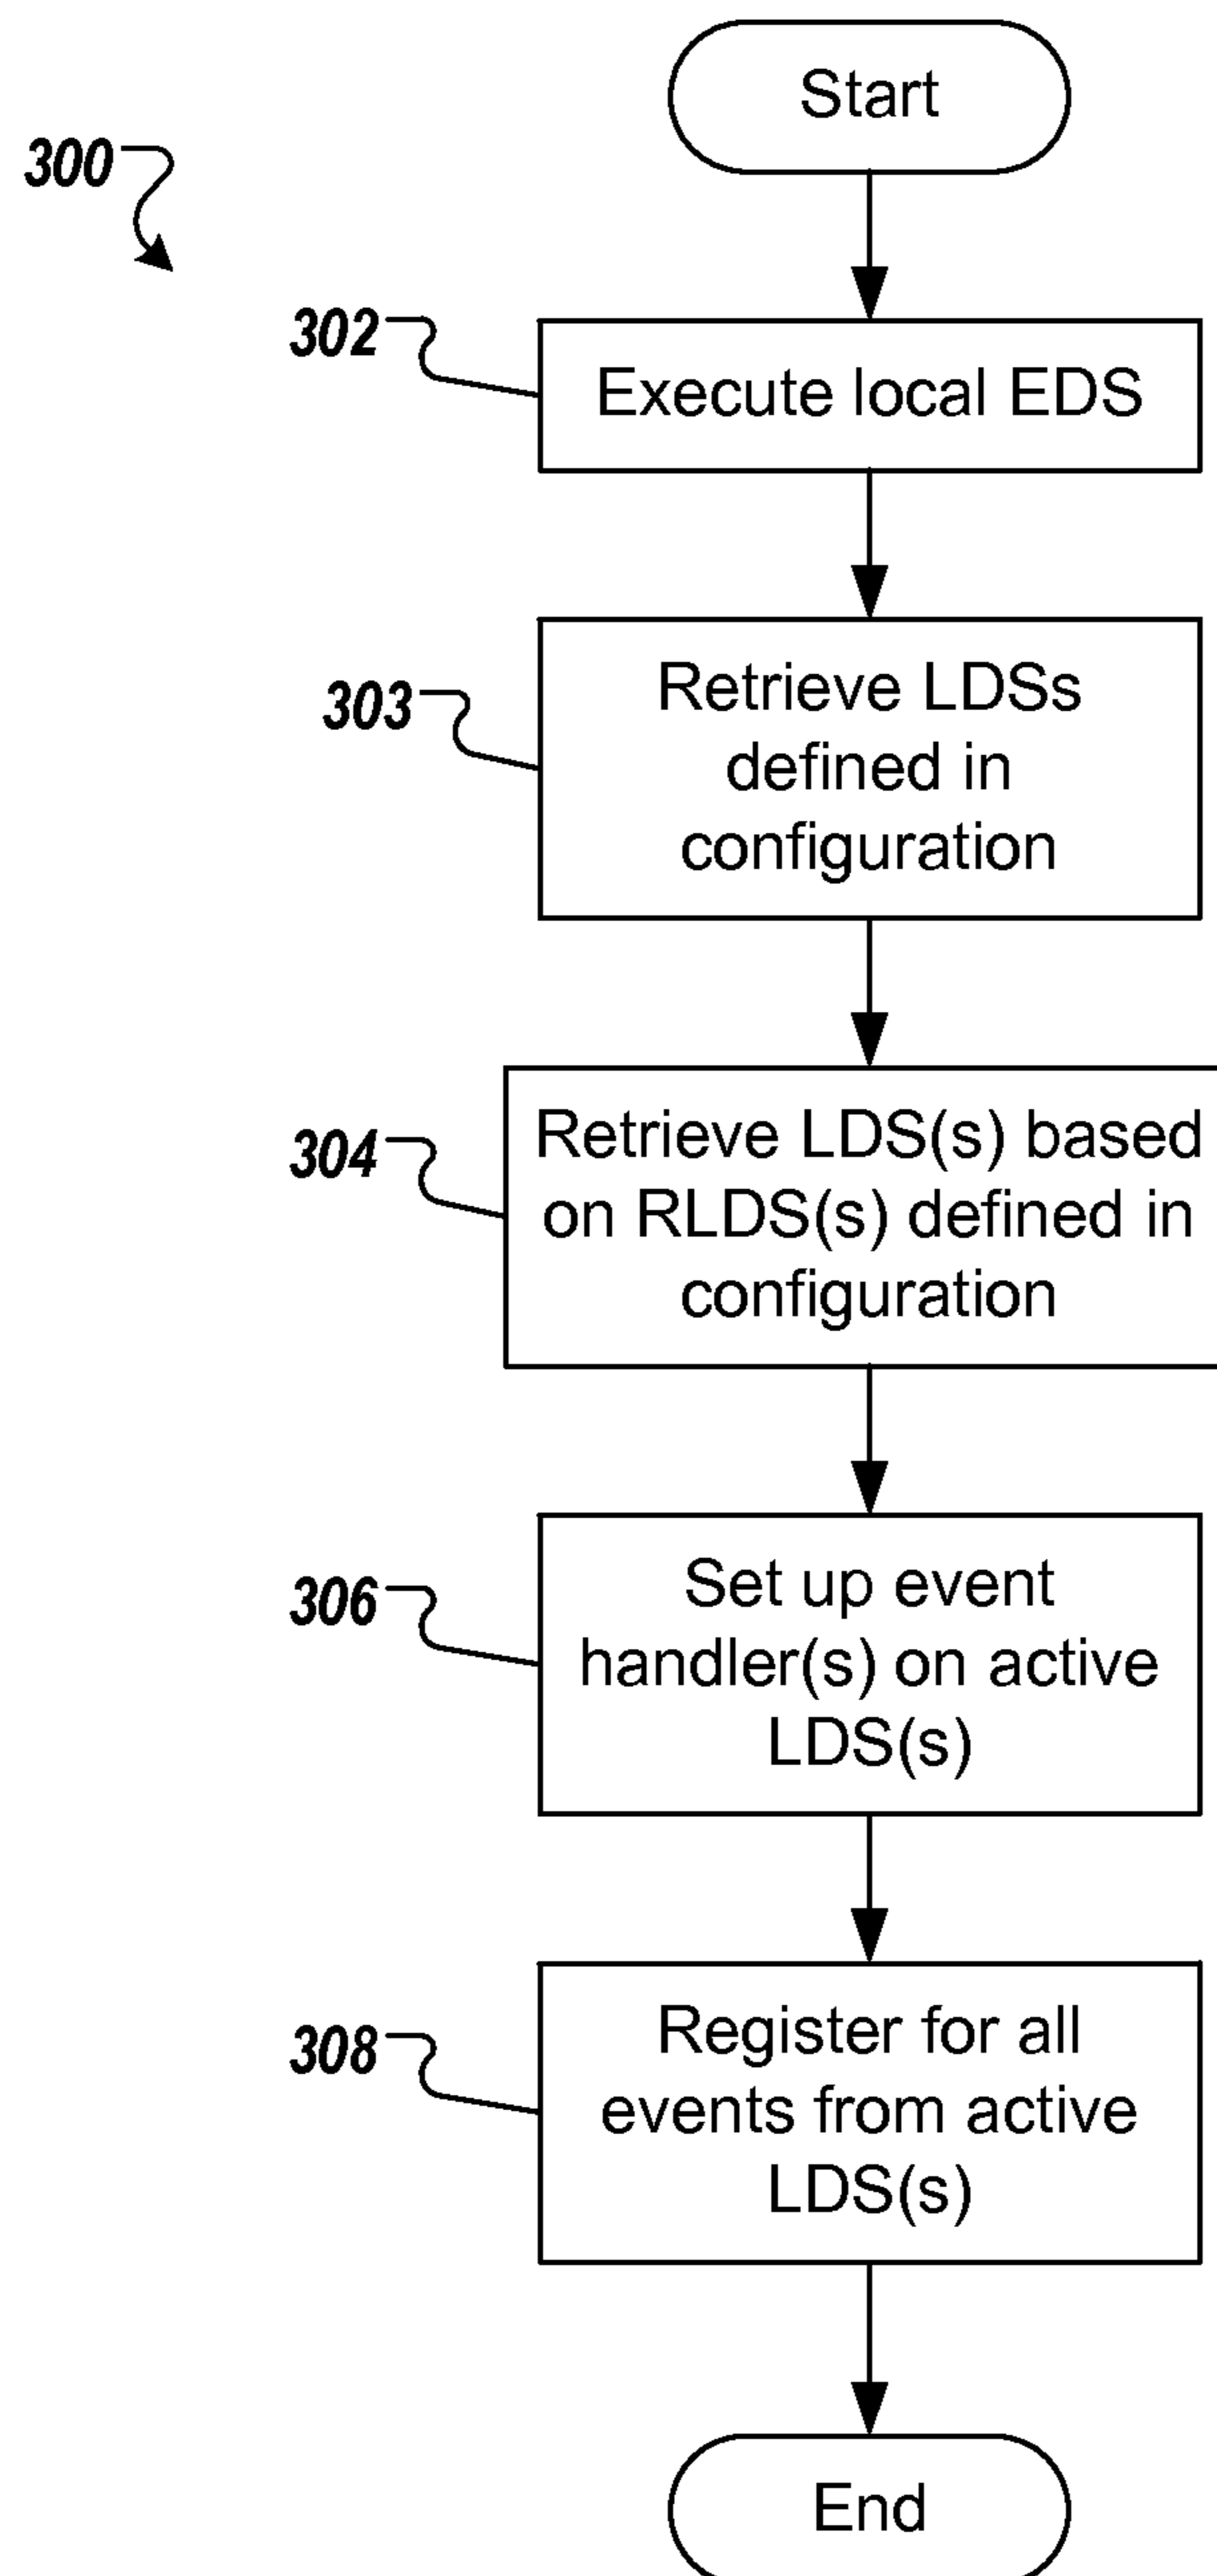 Start
300
302
Execute local EDS
303
Retrieve LDSs
defined in
configuration
304
Retrieve LDS(s) based
on RLDS(s) defined in
configuration
306
Set up event
handler(s) on active
LDS(s)
308
Register for all
events from active
LDS(s)
End